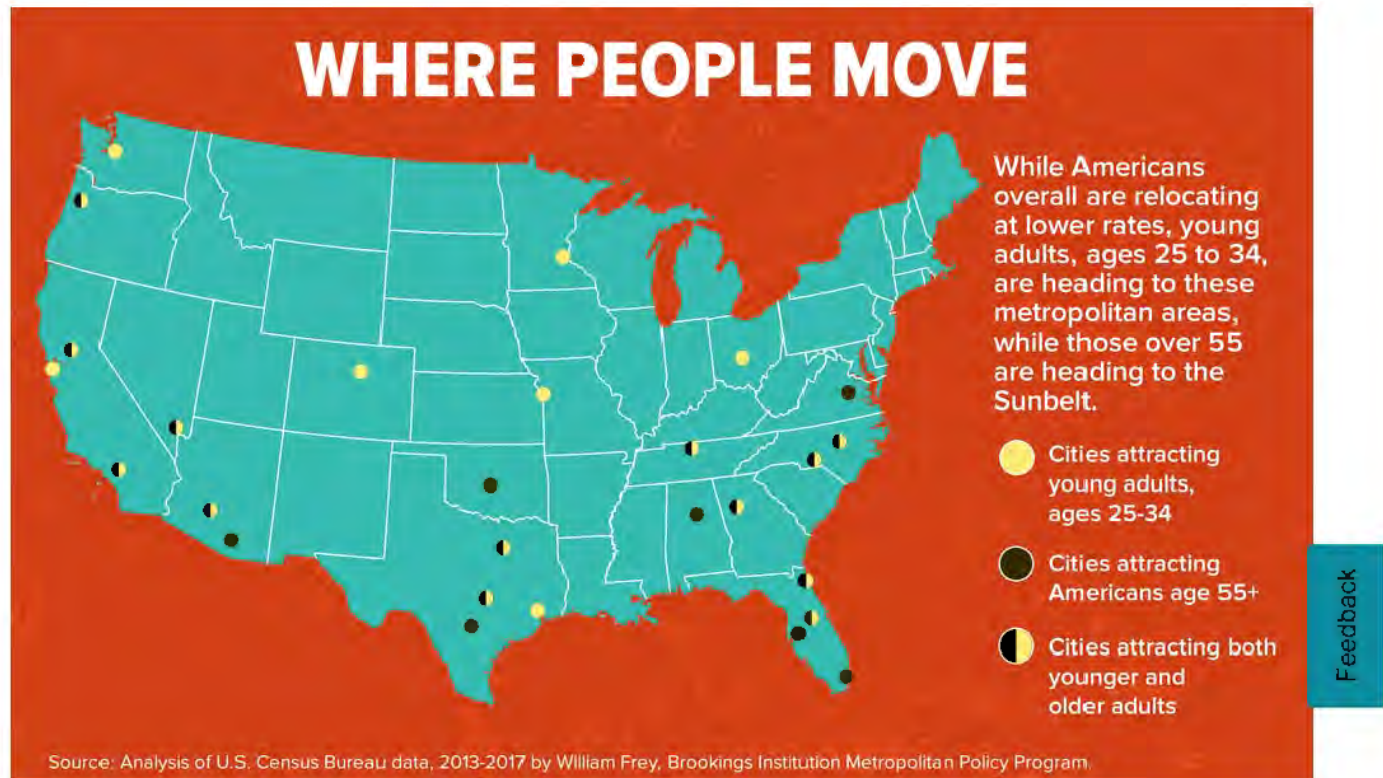 WHERE PEOPLE MOVE
While Americans
overall are relocating
at lower rates, young
adults, ages 25 to 34,
are heading to these
metropolitan areas,
while those over 55
are heading to the
Sunbelt.
Cities attracting
young adults,
ages 25-34
Cities attracting
Americans age 55+
Cities attracting both
younger and
older adults
Feedback
Source: Analysis of U.S. Census Bureau data, 2013-2017 by William Frey, Brookings Institution Metropolitan Policy Program.